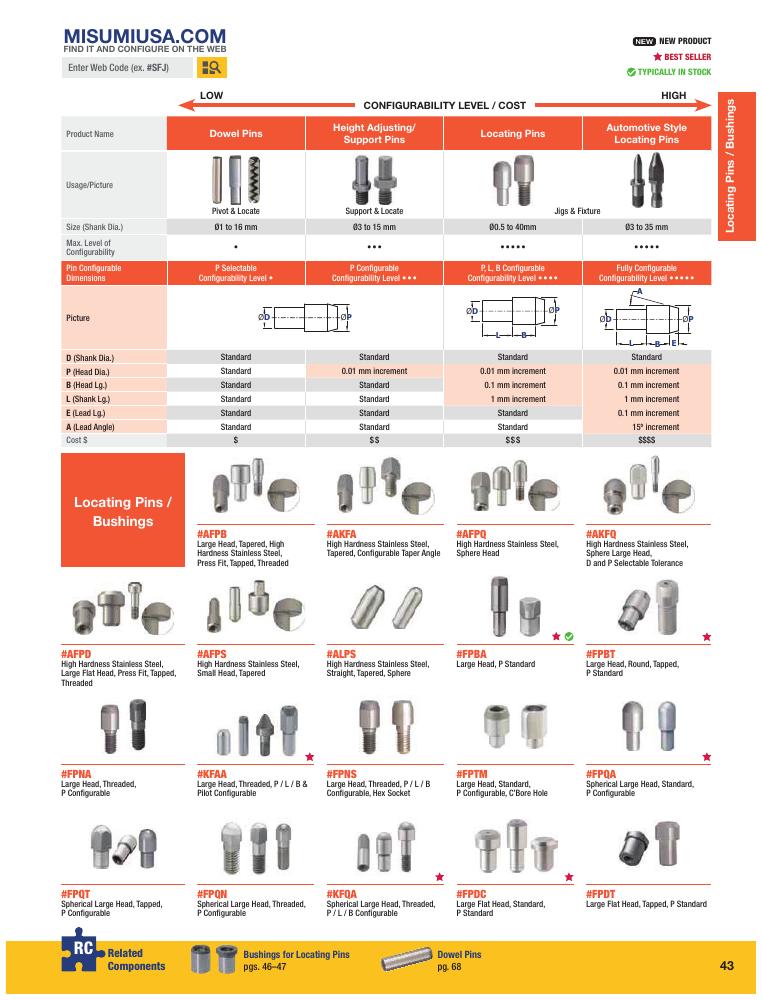 MISUMIUSA.COM
FIND IT AND CONFIGURE ON THE WEB
Enter Web Code (ex. #SFJ)
NEW NEW PRODUCT
BEST SELLER
TYPICALLY IN STOCK
Locating Pins / Bushings
LOW
HIGH
CONFIGURABILITY LEVEL / COST
Product Name
Dowel Pins
Height Adjusting/
Support Pins
Locating Pins
Automotive Style
Locating Pins
Usage/Picture
Pivot & Locate
Support & Locate
Jigs & Fixture
Size (Shank Dia.)
Ø1 to 16 mm
Ø3 to 15 mm
Ø0.5 to 40mm
Ø3 to 35 mm
Max. Level of
Configurability
•
•••
•••••
•••••
Pin Configurable
Dimensions
P Selectable
Configurability Level •
P Configurable
Configurability Level •••
P, L, B Configurable
Configurability Level ••••
Fully Configurable
Configurability Level •••••
Picture
ØD
ØP
ØD
ØP
L
B
A
ØD
ØP
L
B
E
D (Shank Dia.)
Standard
Standard
Standard
Standard
P (Head Dia.)
Standard
0.01 mm increment
0.01 mm increment
0.01 mm increment
B (Head Lg.)
Standard
Standard
0.1 mm increment
0.1 mm increment
L (Shank Lg.)
Standard
Standard
1 mm increment
1 mm increment
E (Lead Lg.)
Standard
Standard
Standard
0.1 mm increment
A (Lead Angle)
Standard
Standard
Standard
15º increment
Cost $
$
$$
$$$
$$$$
Locating Pins /
Bushings
#AFPB
Large Head, Tapered, High
Hardness Stainless Steel,
Press Fit, Tapped, Threaded
#AKFA
High Hardness Stainless Steel,
Tapered, Configurable Taper Angle
#AFPQ
High Hardness Stainless Steel,
Sphere Head
#AKFQ
High Hardness Stainless Steel,
Sphere Large Head,
D and P Selectable Tolerance
#AFPD
High Hardness Stainless Steel,
Large Flat Head, Press Fit, Tapped,
Threaded
#AFPS
High Hardness Stainless Steel,
Small Head, Tapered
#ALPS
High Hardness Stainless Steel,
Straight, Tapered, Sphere
#FPBA
Large Head, P Standard
#FPBT
Large Head, Round, Tapped,
P Standard
#FPNA
Large Head, Threaded,
P Configurable
#KFAA
Large Head, Threaded, P / L / B &
Pilot Configurable
#FPNS
Large Head, Threaded, P / L / B
Configurable, Hex Socket
#FPTM
Large Head, Standard,
P Configurable, C'Bore Hole
#FPQA
Spherical Large Head, Standard,
P Configurable
#FPQT
Spherical Large Head, Tapped,
P Configurable
#FPQN
Spherical Large Head, Threaded,
P Configurable
#KFQA
Spherical Large Head, Threaded,
P / L / B Configurable
#FPDC
Large Flat Head, Standard,
P Standard
#FPDT
Large Flat Head, Tapped, P Standard
RC
Related
Components
Bushings for Locating Pins
pgs. 46–47
Dowel Pins
pg. 68
43